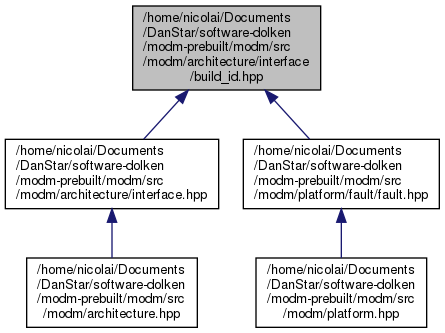 /home/nicolai/Documents
/DanStar/software-dolken
/modm-prebuilt/modm/src
/modm/architecture/interface
/build_id.hpp
/home/nicolai/Documents
/DanStar/software-dolken
/modm-prebuilt/modm/src
/modm/architecture/interface.hpp
/home/nicolai/Documents
/DanStar/software-dolken
/modm-prebuilt/modm/src
/modm/platform/fault/fault.hpp
/home/nicolai/Documents
/DanStar/software-dolken
/modm-prebuilt/modm/src
/modm/architecture.hpp
/home/nicolai/Documents
/DanStar/software-dolken
/modm-prebuilt/modm/src
/modm/platform.hpp